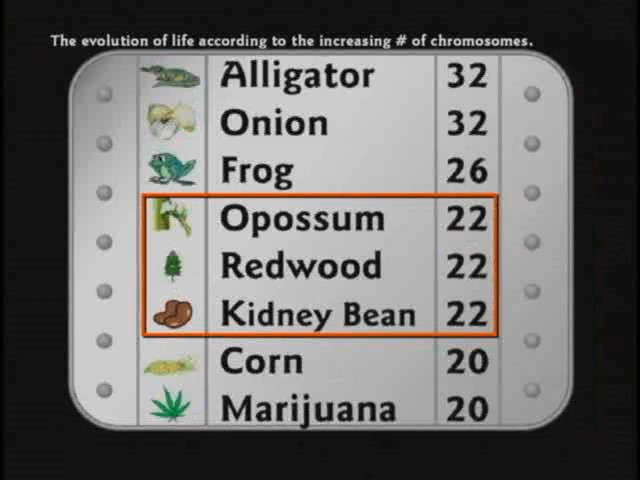 The evolution of life according to the increasing # of chromosomes.
Alligator 32
Onion 32
Frog 26
Opossum 22
Redwood 22
Kidney Bean 22
Corn 20
Marijuana 20